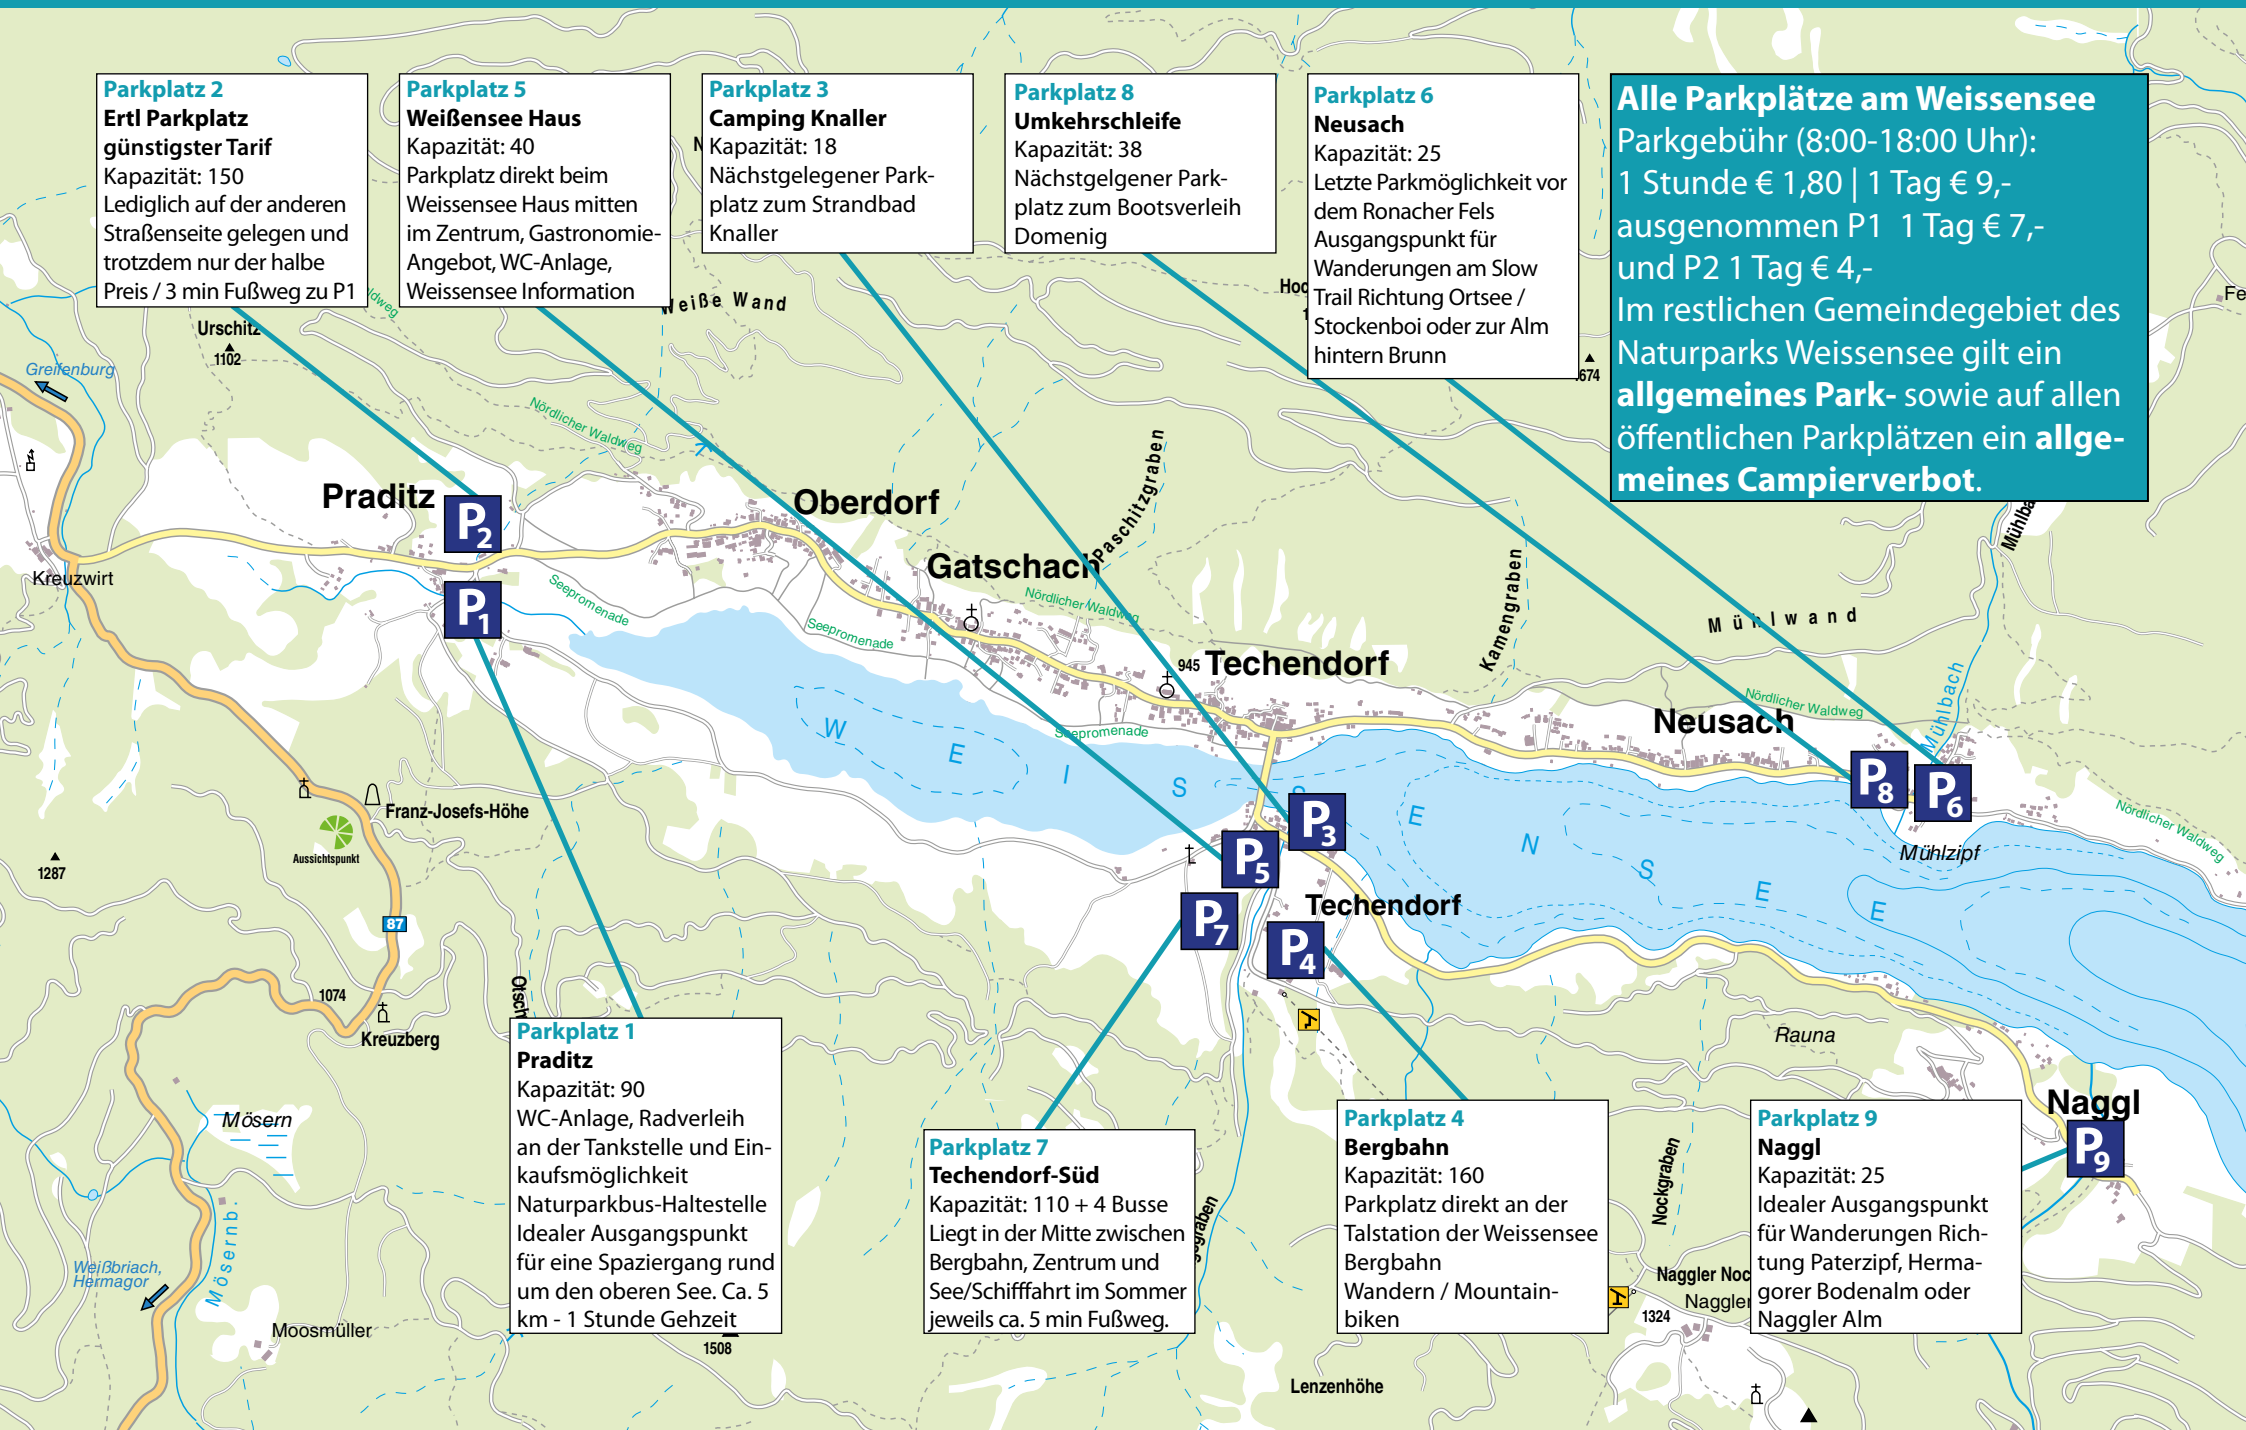 Parkplatz 2
Ertl Parkplatz
günstigster Tarif
Kapazität: 150
Lediglich auf der anderen
Straßenseite gelegen und
trotzdem nur der halbe
Preis / 3 min Fußweg zu P1
Parkplatz 5
Weißensee Haus
Kapazität: 40
Parkplatz direkt beim
Weissensee Haus mitten
im Zentrum, Gastronomie-
Angebot, WC-Anlage,
Weissensee Information
Parkplatz 3
Camping Knaller
Kapazität: 18
Nächstgelegener Park-
platz zum Strandbad
Knaller
Parkplatz 8
Umkehrschleife
Kapazität: 38
Nächstgelgener Park-
platz zum Bootsverleih
Domenig
Parkplatz 6
Neusach
Kapazität: 25
Letzte Parkmöglichkeit vor
dem Ronacher Fels
Ausgangspunkt für
Wanderungen am Slow
Trail Richtung Ortsee /
Stockenboi oder zur Alm
hintern Brunn
Alle Parkplätze am Weissensee
Parkgebühr (8:00-18:00 Uhr):
1 Stunde € 1,80 | 1 Tag € 9,-
ausgenommen P1 1 Tag € 7,-
und P2 1 Tag € 4,-
Im restlichen Gemeindegebiet des
Naturparks Weissensee gilt ein
allgemeines Park- sowie auf allen
öffentlichen Parkplätzen ein allge-
meines Campierverbot.
Urschitz
1102
Weiße Wand
Greifenburg
Nördlicher Waldweg
Praditz
P2
Oberdorf
Paschitzgraben
Gatschach
Kreuzwirt
P1
Seepromenade
Seepromenade
Nördlicher Waldweg
Kamengraben
Mühlwand
945
Techendorf
Mühlbach
Nördlicher Waldweg
Neusach
Seepromenade
WEISSENSEE
P8
P6
P3
P5
Mühlzipf
Nördlicher Waldweg
Franz-Josefs-Höhe
Aussichtspunkt
1287
87
P7
Techendorf
P4
1074
Kreuzberg
Rauna
Mösern
Mösernb.
Weißbriach,
Hermagor
Moosmüller
Parkplatz 1
Praditz
Kapazität: 90
WC-Anlage, Radverleih
an der Tankstelle und Ein-
kaufsmöglichkeit
Naturparkbus-Haltestelle
Idealer Ausgangspunkt
für eine Spaziergang rund
um den oberen See. Ca. 5
km - 1 Stunde Gehzeit
1508
Parkplatz 7
Techendorf-Süd
Kapazität: 110 + 4 Busse
Liegt in der Mitte zwischen
Bergbahn, Zentrum und
See/Schifffahrt im Sommer
jeweils ca. 5 min Fußweg.
Parkplatz 4
Bergbahn
Kapazität: 160
Parkplatz direkt an der
Talstation der Weissensee
Bergbahn
Wandern / Mountain-
biken
Nockgraben
Naggler Noc
Naggler
1324
Lenzenhöhe
Parkplatz 9
Naggl
Kapazität: 25
Idealer Ausgangspunkt
für Wanderungen Rich-
tung Paterzipf, Herma-
gorer Bodenalm oder
Naggler Alm
Naggl
P9